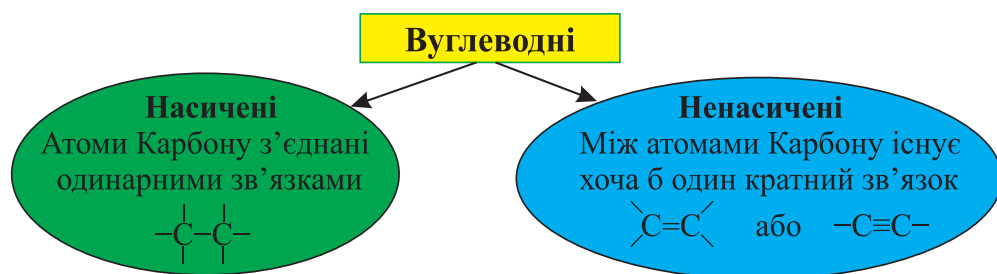 Вуглеводні
Насичені
Атоми Карбону з’єднані
одинарними зв’язками
–C–C–
Ненасичені
Між атомами Карбону існує
хоча б один кратний зв’язок
C=C або –C≡C–